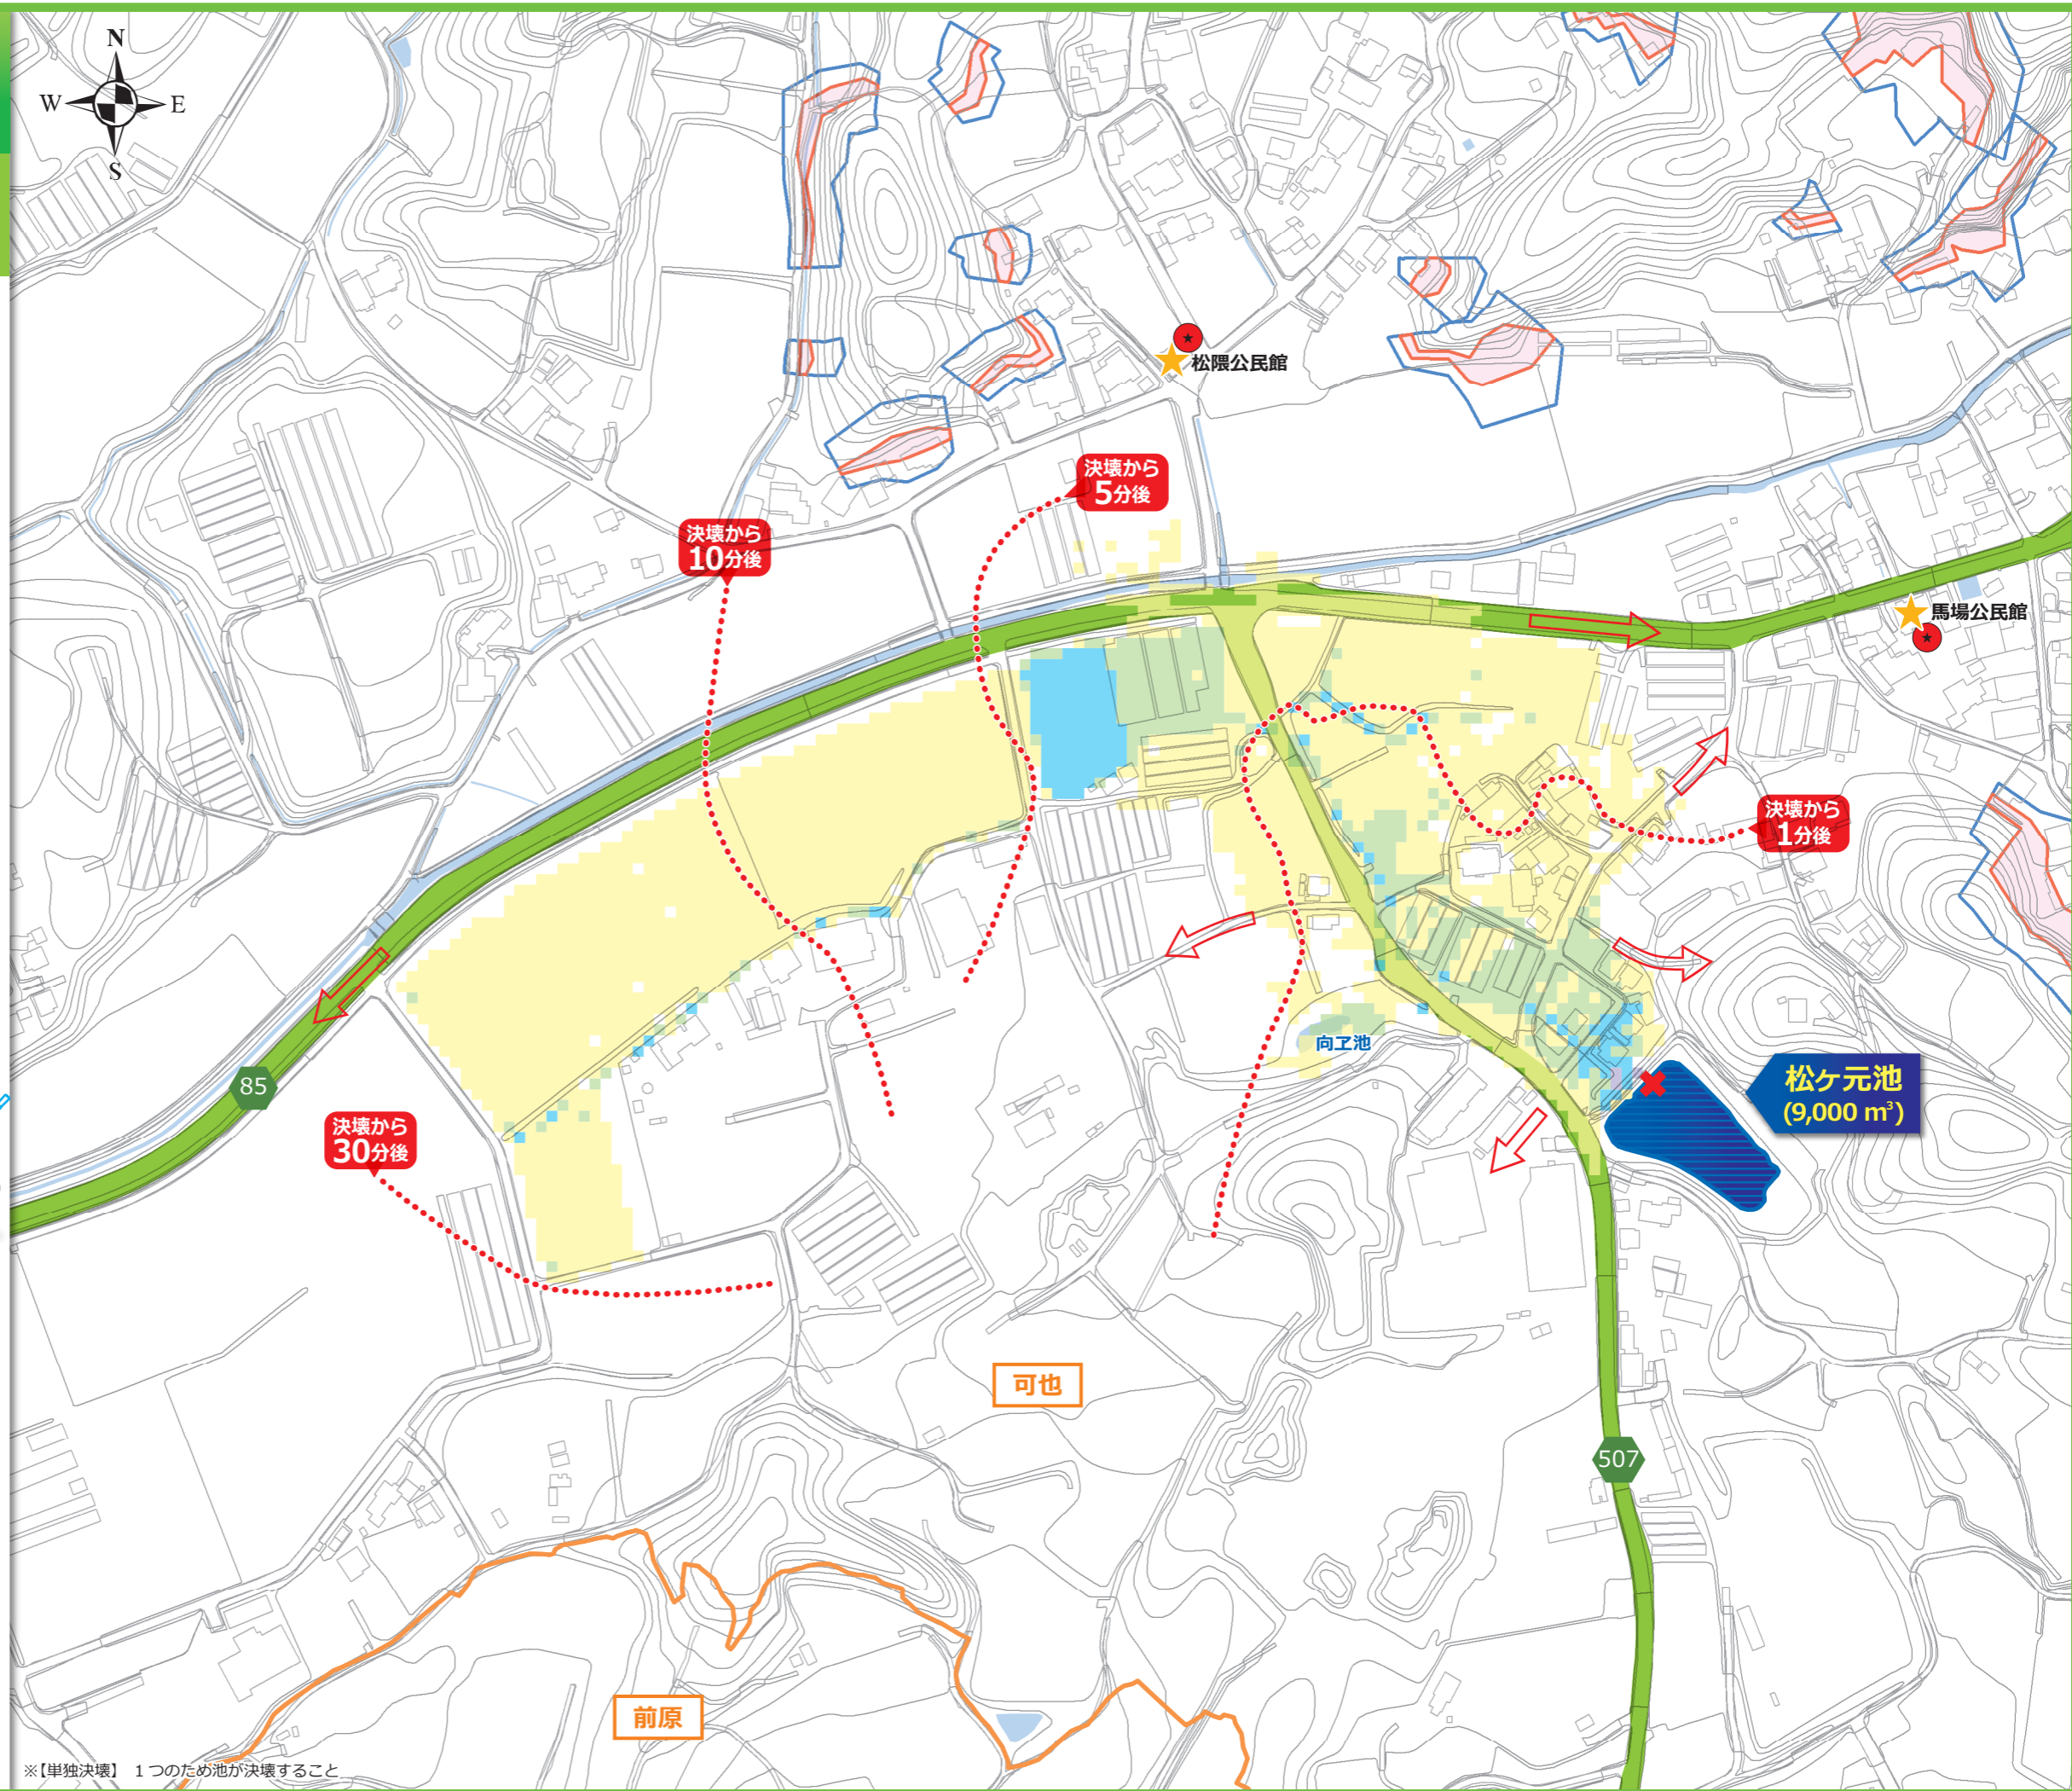 N
W
E
S
松隈公民館
決壊から
5分後
決壊から
10分後
馬場公民館
決壊から
1分後
向ヱ池
松ヶ元池
(9,000 m³)
85
決壊から
30分後
可也
507
前原
※【単独決壊】 1つのため池が決壊すること